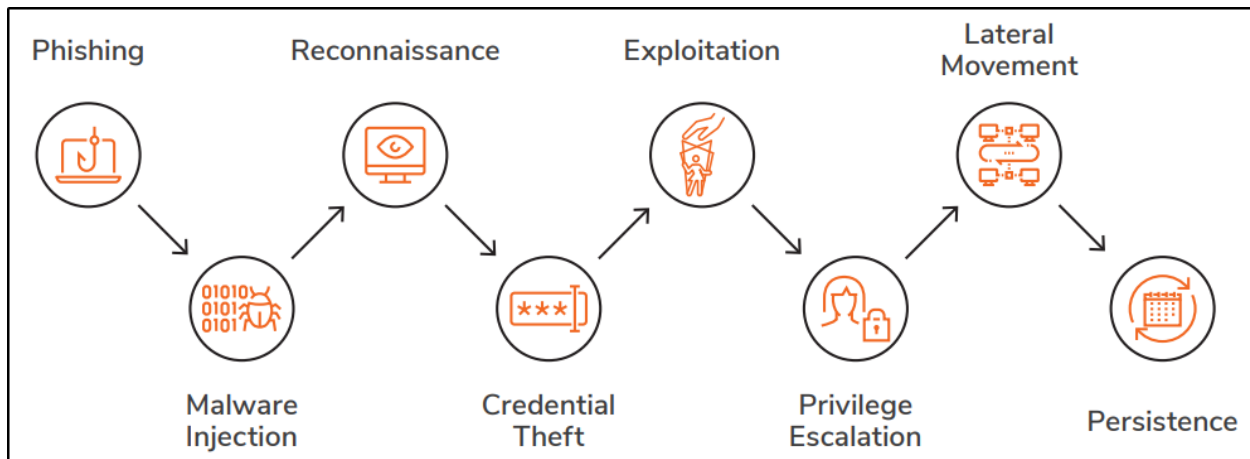 Phishing
Reconnaissance
Exploitation
Lateral
Movement
01010
0101
0101
***
Malware
Injection
Credential
Theft
Privilege
Escalation
Persistence